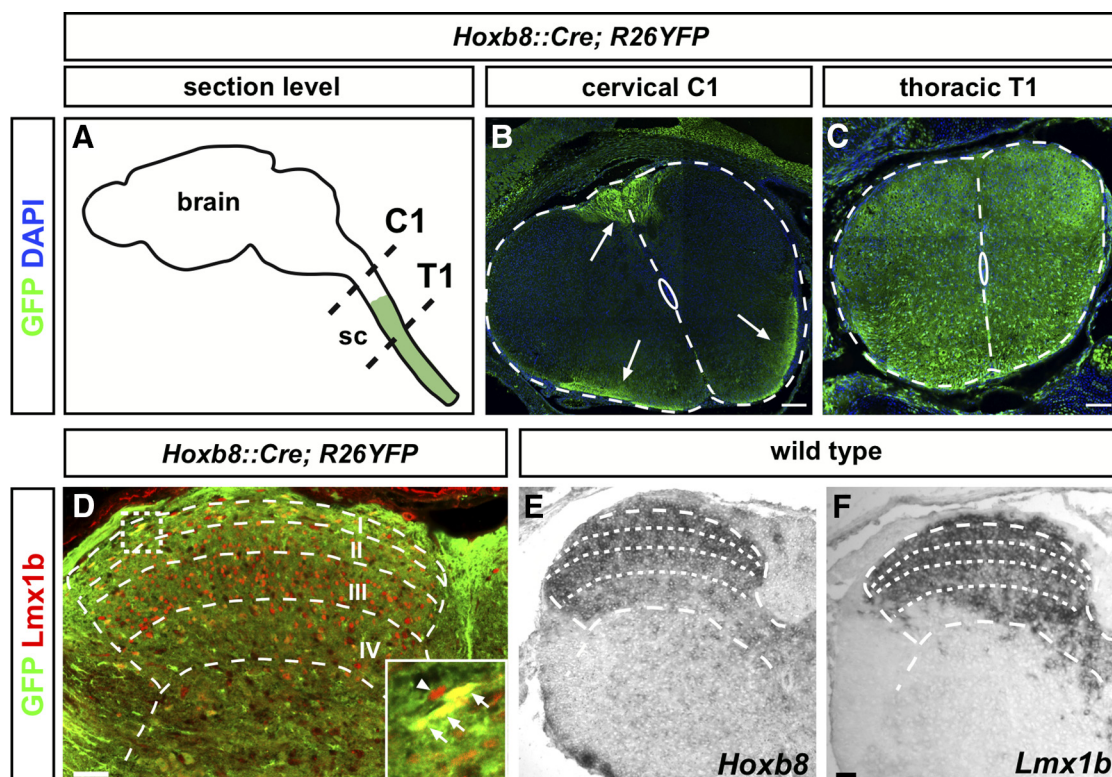 Hoxb8::Cre; R26YFP
section level
cervical C1
thoracic T1
GFP DAPI
A
brain
C1
T1
sc
B
C
Hoxb8::Cre; R26YFP
wild type
GFP Lmx1b
D
I
II
III
IV
E
Hoxb8
F
Lmx1b